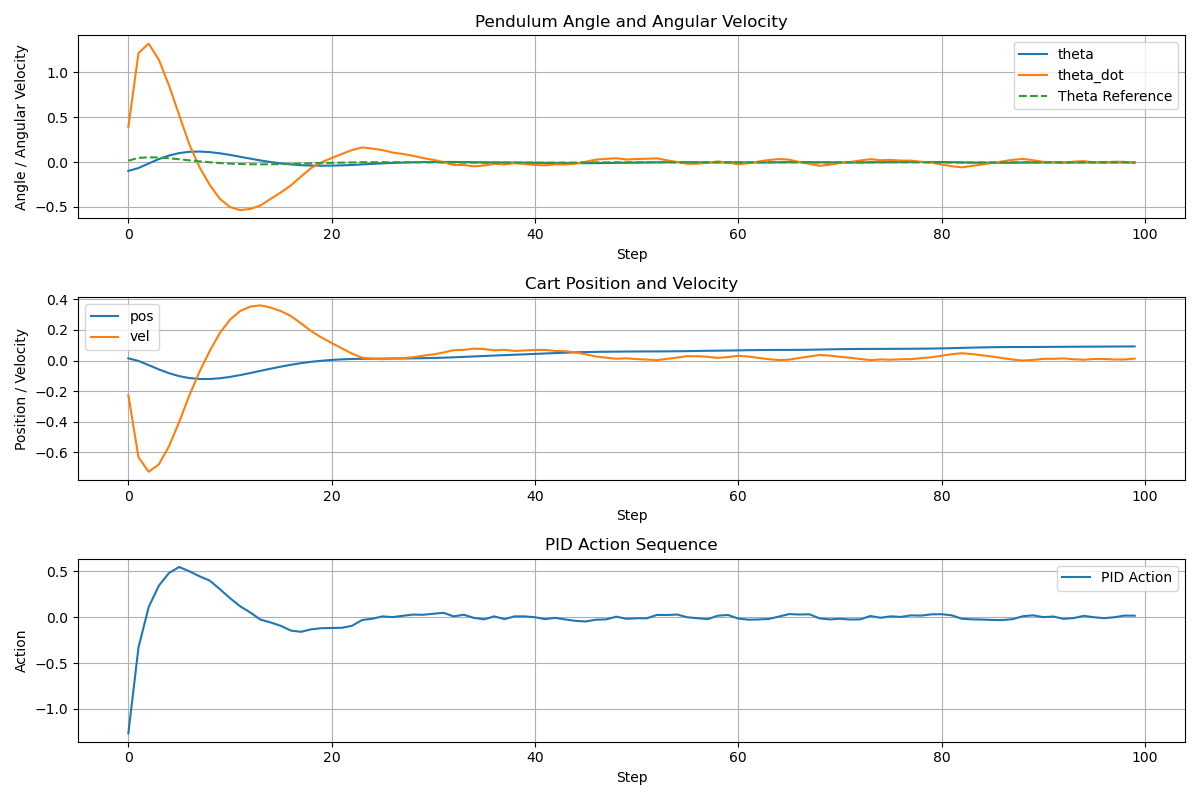 Pendulum Angle and Angular Velocity
Angle / Angular Velocity
1.0
0.5
0.0
−0.5
theta
theta_dot
Theta Reference
0 20 40 60 80 100
Step
Cart Position and Velocity
Position / Velocity
0.4
0.2
0.0
−0.2
−0.4
−0.6
pos
vel
0 20 40 60 80 100
Step
PID Action Sequence
Action
0.5
0.0
−0.5
−1.0
PID Action
0 20 40 60 80 100
Step